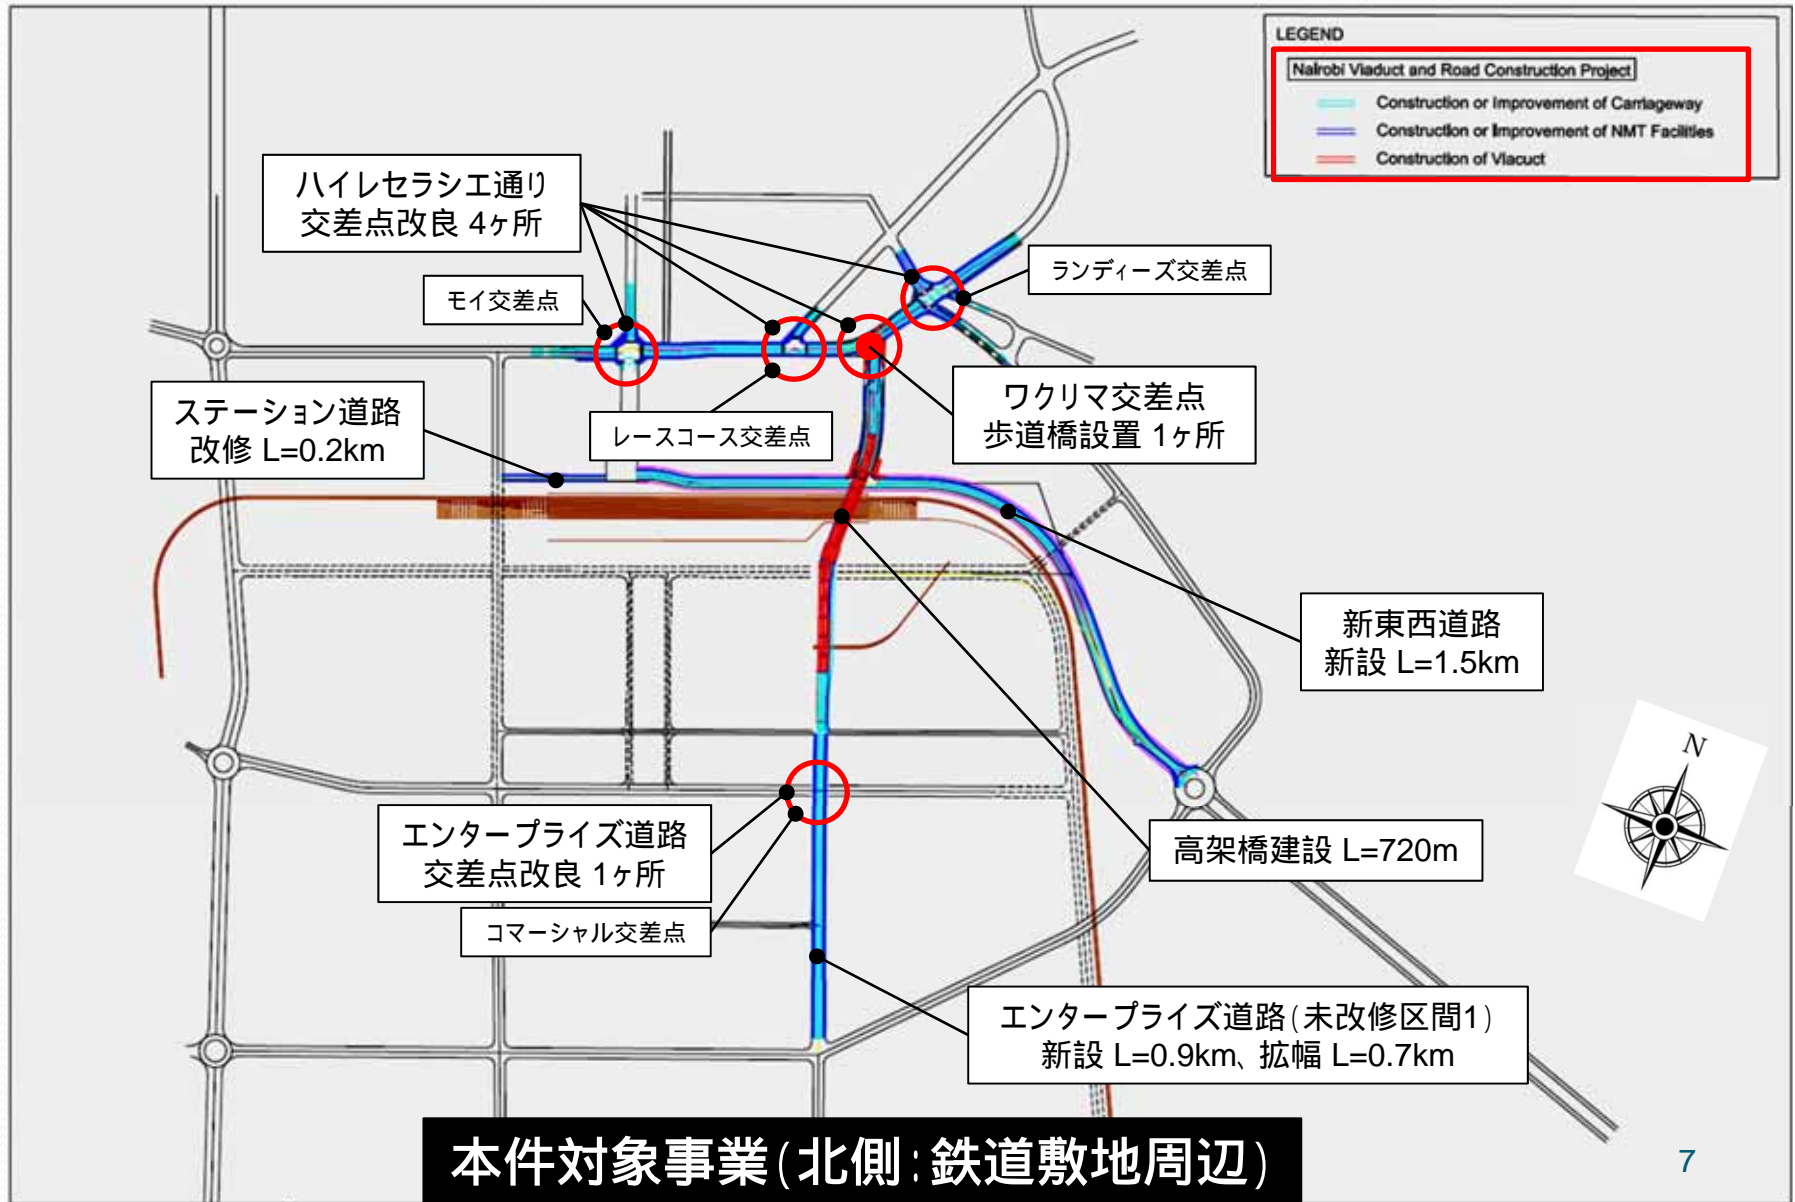 LEGEND
Nairobi Viaduct and Road Construction Project
Construction or Improvement of Carriageway
Construction or Improvement of NMT Facilities
Construction of Viacuct
ハイレセラシエ通り
交差点改良 4ヶ所
ランディーズ交差点
モイ交差点
ステーション道路
改修 L=0.2km
レースコース交差点
ワクリマ交差点
歩道橋設置 1ヶ所
新東西道路
新設 L=1.5km
N
エンタープライズ道路
交差点改良 1ヶ所
高架橋建設 L=720m
コマーシャル交差点
エンタープライズ道路(未改修区間1)
新設 L=0.9km、拡幅 L=0.7km
本件対象事業(北側:鉄道敷地周辺)
7